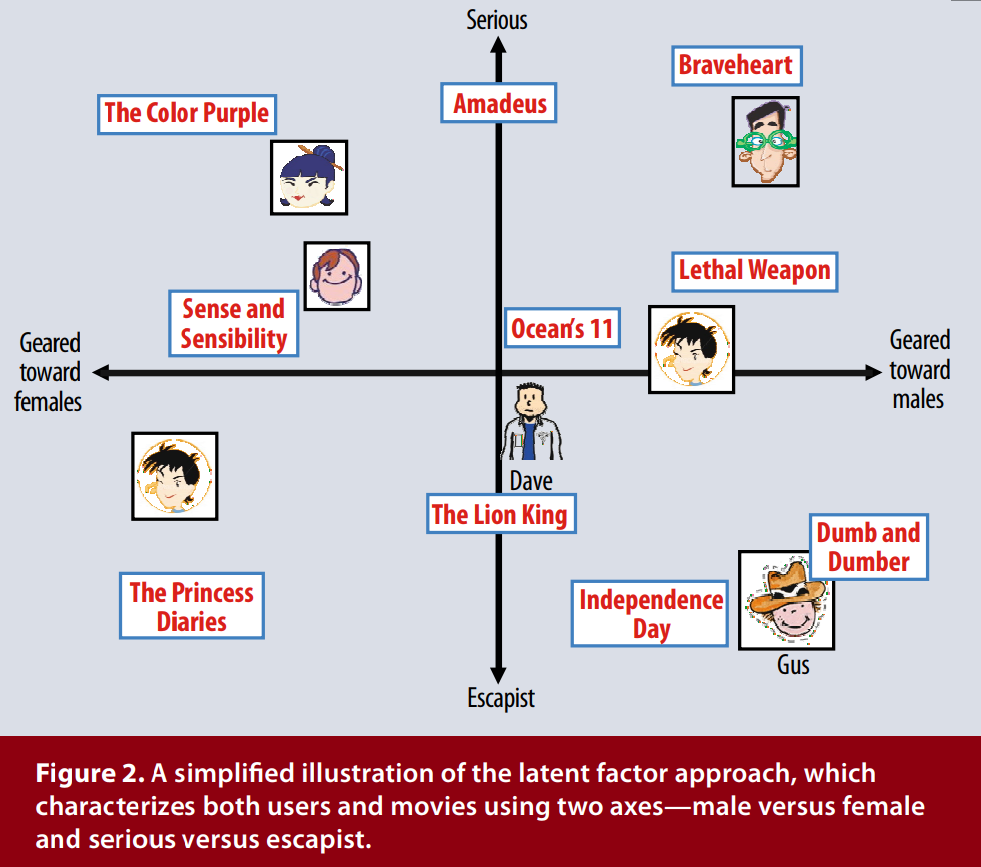 Serious
Braveheart
Amadeus
The Color Purple
Lethal Weapon
Sense and
Sensibility
Ocean's 11
Geared
toward
females
Geared
toward
males
Dave
The Lion King
Dumb and
Dumber
The Princess
Diaries
Independence
Day
Gus
Escapist
Figure 2. A simplified illustration of the latent factor approach, which
characterizes both users and movies using two axes—male versus female
and serious versus escapist.